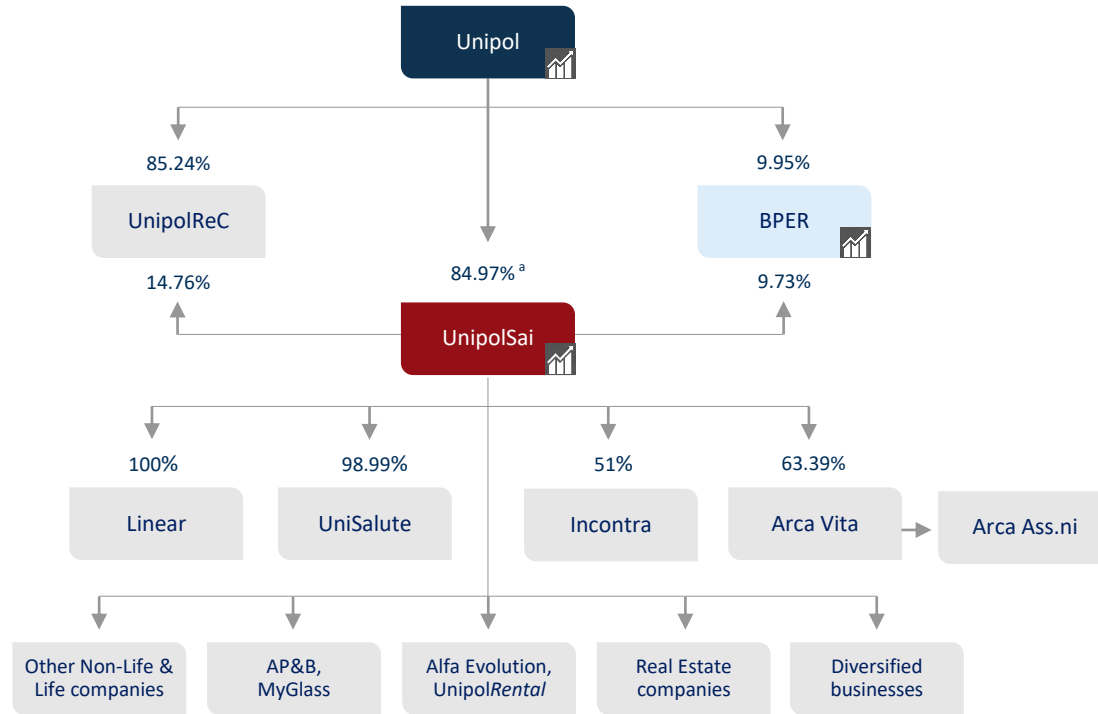 Unipol
85.24%
9.95%
UnipolReC
BPER
84.97% a
14.76%
9.73%
UnipolSai
100%
98.99%
51%
63.39%
Linear
UniSalute
Incontra
Arca Vita
Arca Ass.ni
Other Non-Life &
Life companies
AP&B,
MyGlass
Alfa Evolution,
UnipolRental
Real Estate
companies
Diversified
businesses